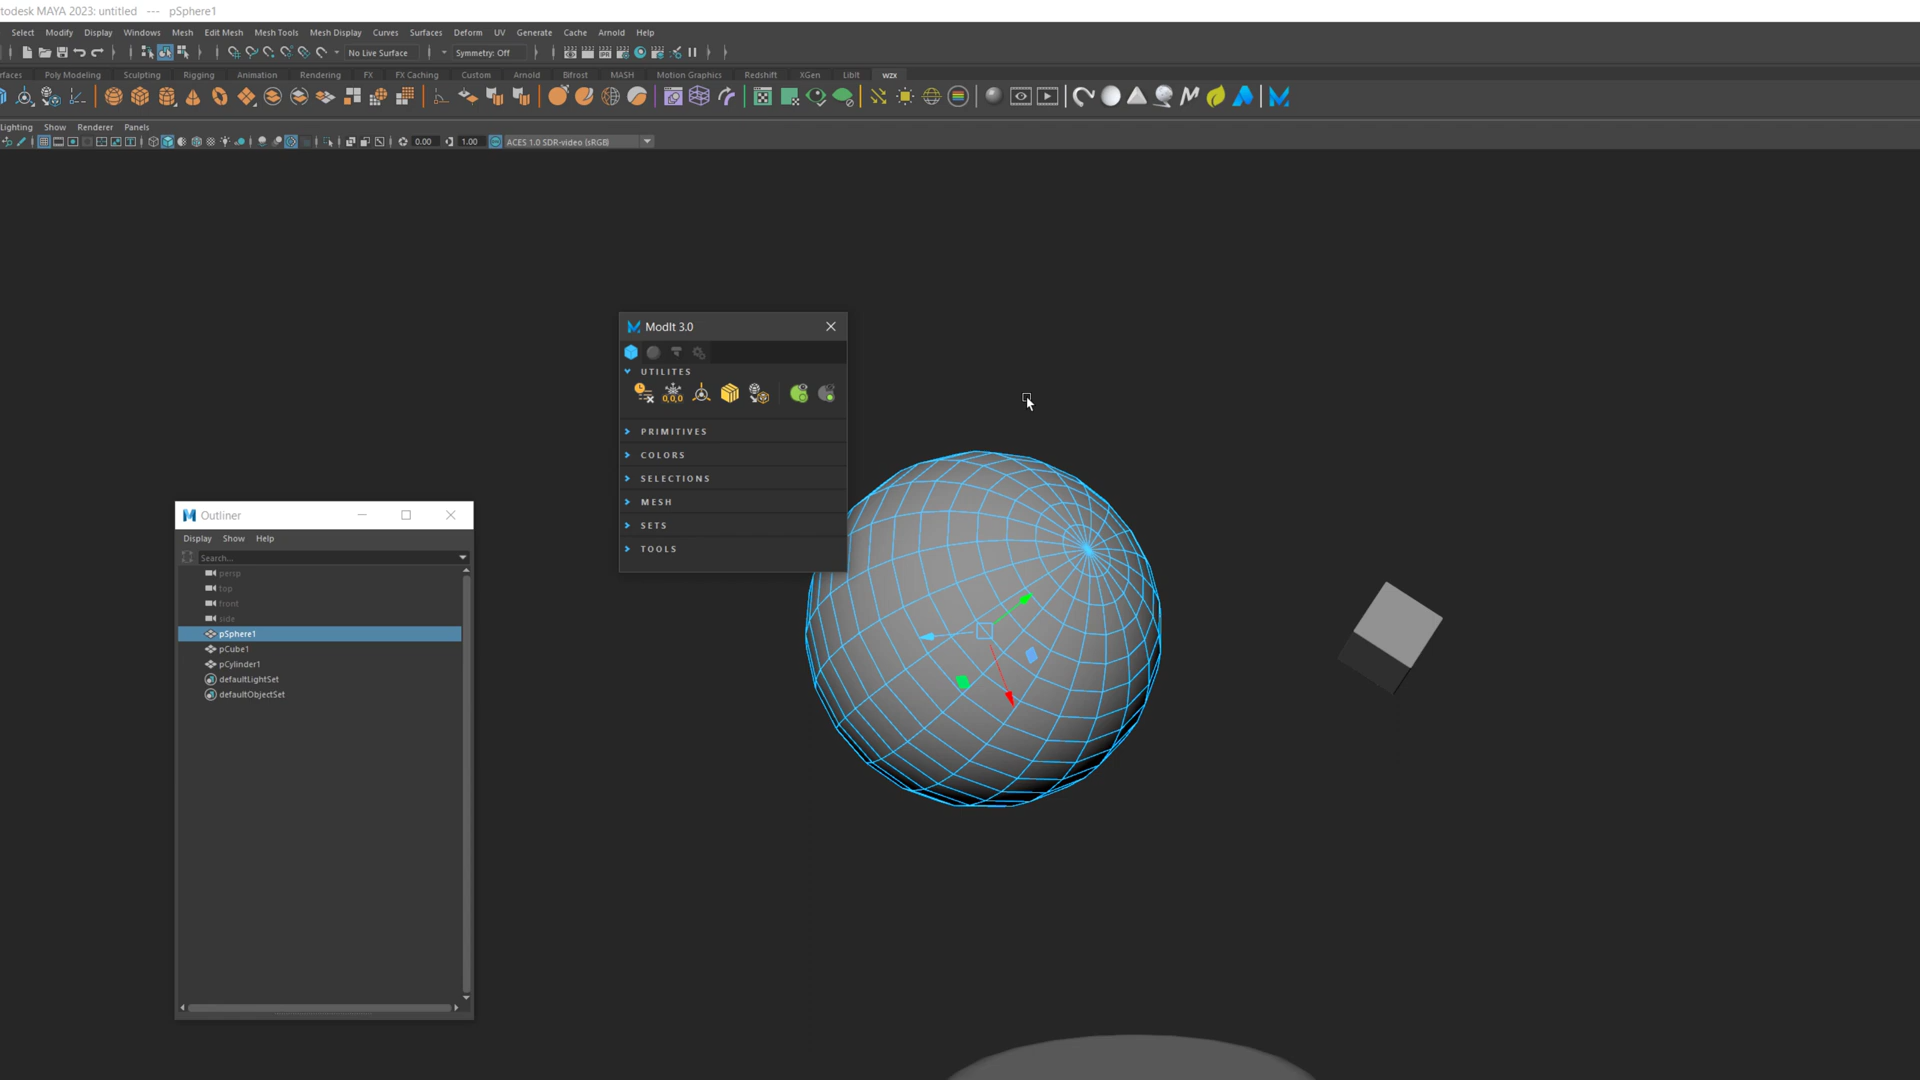 todesk MAYA 2023: untitled --- pSphere1
Select Modify Display Windows Mesh Edit Mesh Mesh Tools Mesh Display Curves Surfaces Deform UV Generate Cache Arnold Help
No Live Surface Symmetry: Off
rfaces Poly Modeling Sculpting Rigging Animation Rendering FX FX Caching Custom Arnold Bifrost MASH Motion Graphics Redshift XGen LibIt wzx
Lighting Show Renderer Panels
0.00 1.00 ACES 1.0 SDR-video (sRGB)
ModIt 3.0
UTILITES
0,0,0
PRIMITIVES
COLORS
SELECTIONS
MESH
SETS
TOOLS
Outliner
Display Show Help
Search...
persp
top
front
side
pSphere1
pCube1
pCylinder1
defaultLightSet
defaultObjectSet